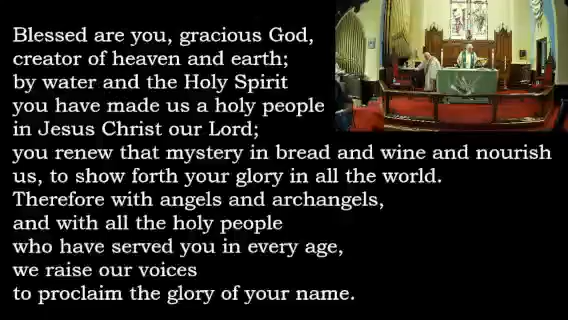 Blessed are you, gracious God,
creator of heaven and earth;
by water and the Holy Spirit
you have made us a holy people
in Jesus Christ our Lord;
you renew that mystery in bread and wine and nourish
us, to show forth your glory in all the world.
Therefore with angels and archangels,
and with all the holy people
who have served you in every age,
we raise our voices
to proclaim the glory of your name.